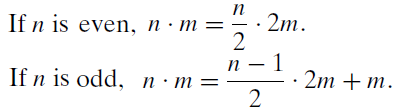 If n is even, n · m = n/2 · 2m.
If n is odd, n · m = (n − 1)/2 · 2m + m.